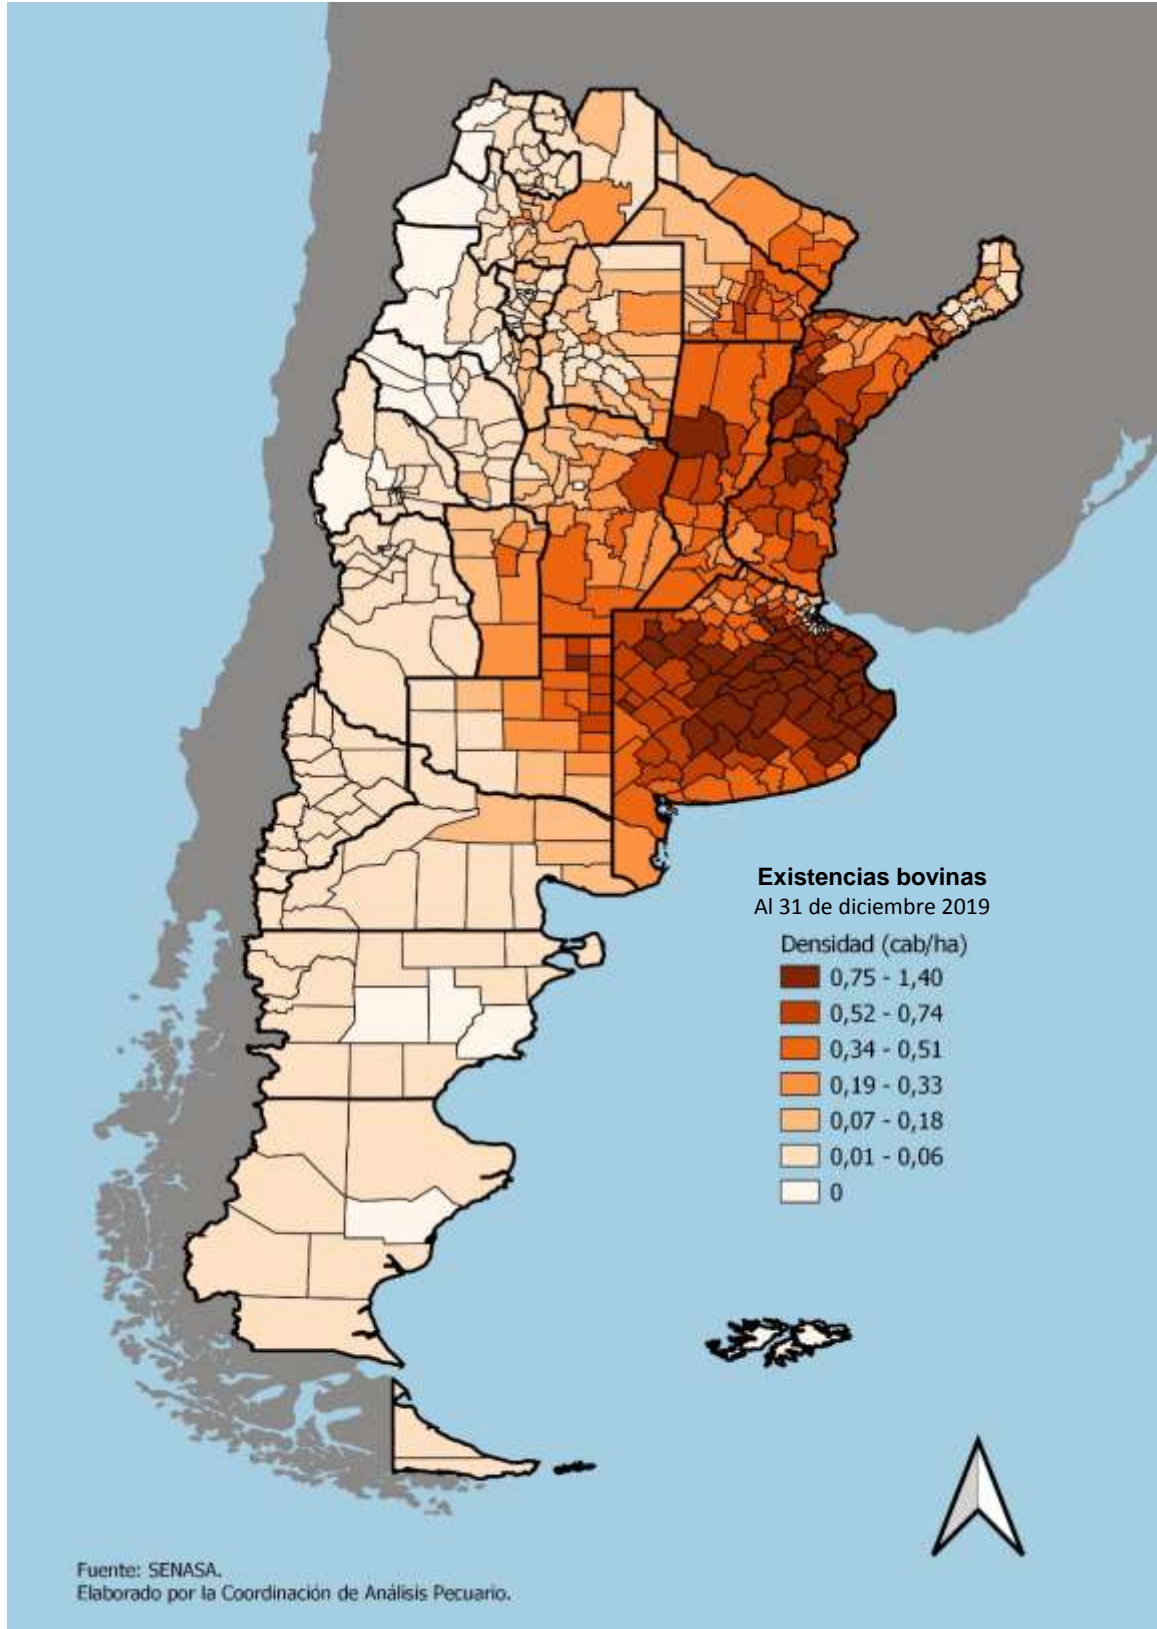 Existencias bovinas
Al 31 de diciembre 2019
Densidad (cab/ha)
0,75 - 1,40
0,52 - 0,74
0,34 - 0,51
0,19 - 0,33
0,07 - 0,18
0,01 - 0,06
0
Fuente: SENASA.
Elaborado por la Coordinación de Análisis Pecuario.